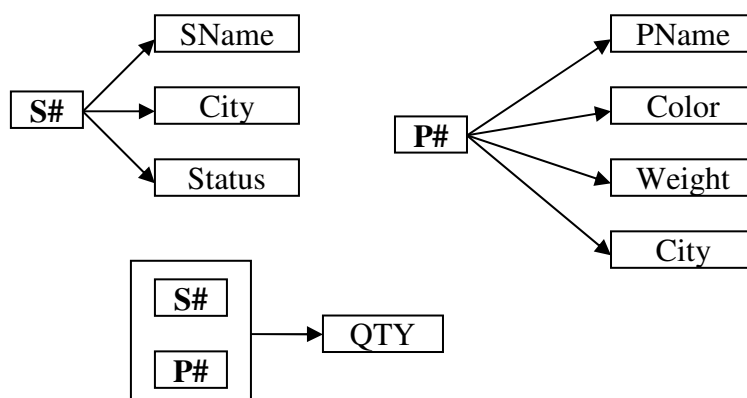 S#
SName
City
Status
P#
PName
Color
Weight
City
S#
P#
QTY